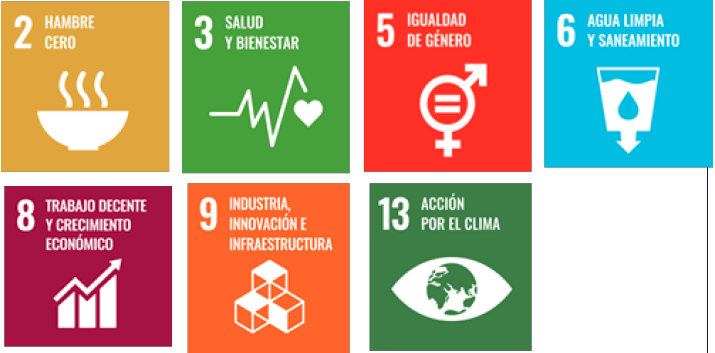 2 HAMBRE
CERO
3 SALUD
Y BIENESTAR
5 IGUALDAD
DE GÉNERO
6 AGUA LIMPIA
Y SANEAMIENTO
8 TRABAJO DECENTE
Y CRECIMIENTO
ECONÓMICO
9 INDUSTRIA,
INNOVACIÓN E
INFRAESTRUCTURA
13 ACCIÓN
POR EL CLIMA